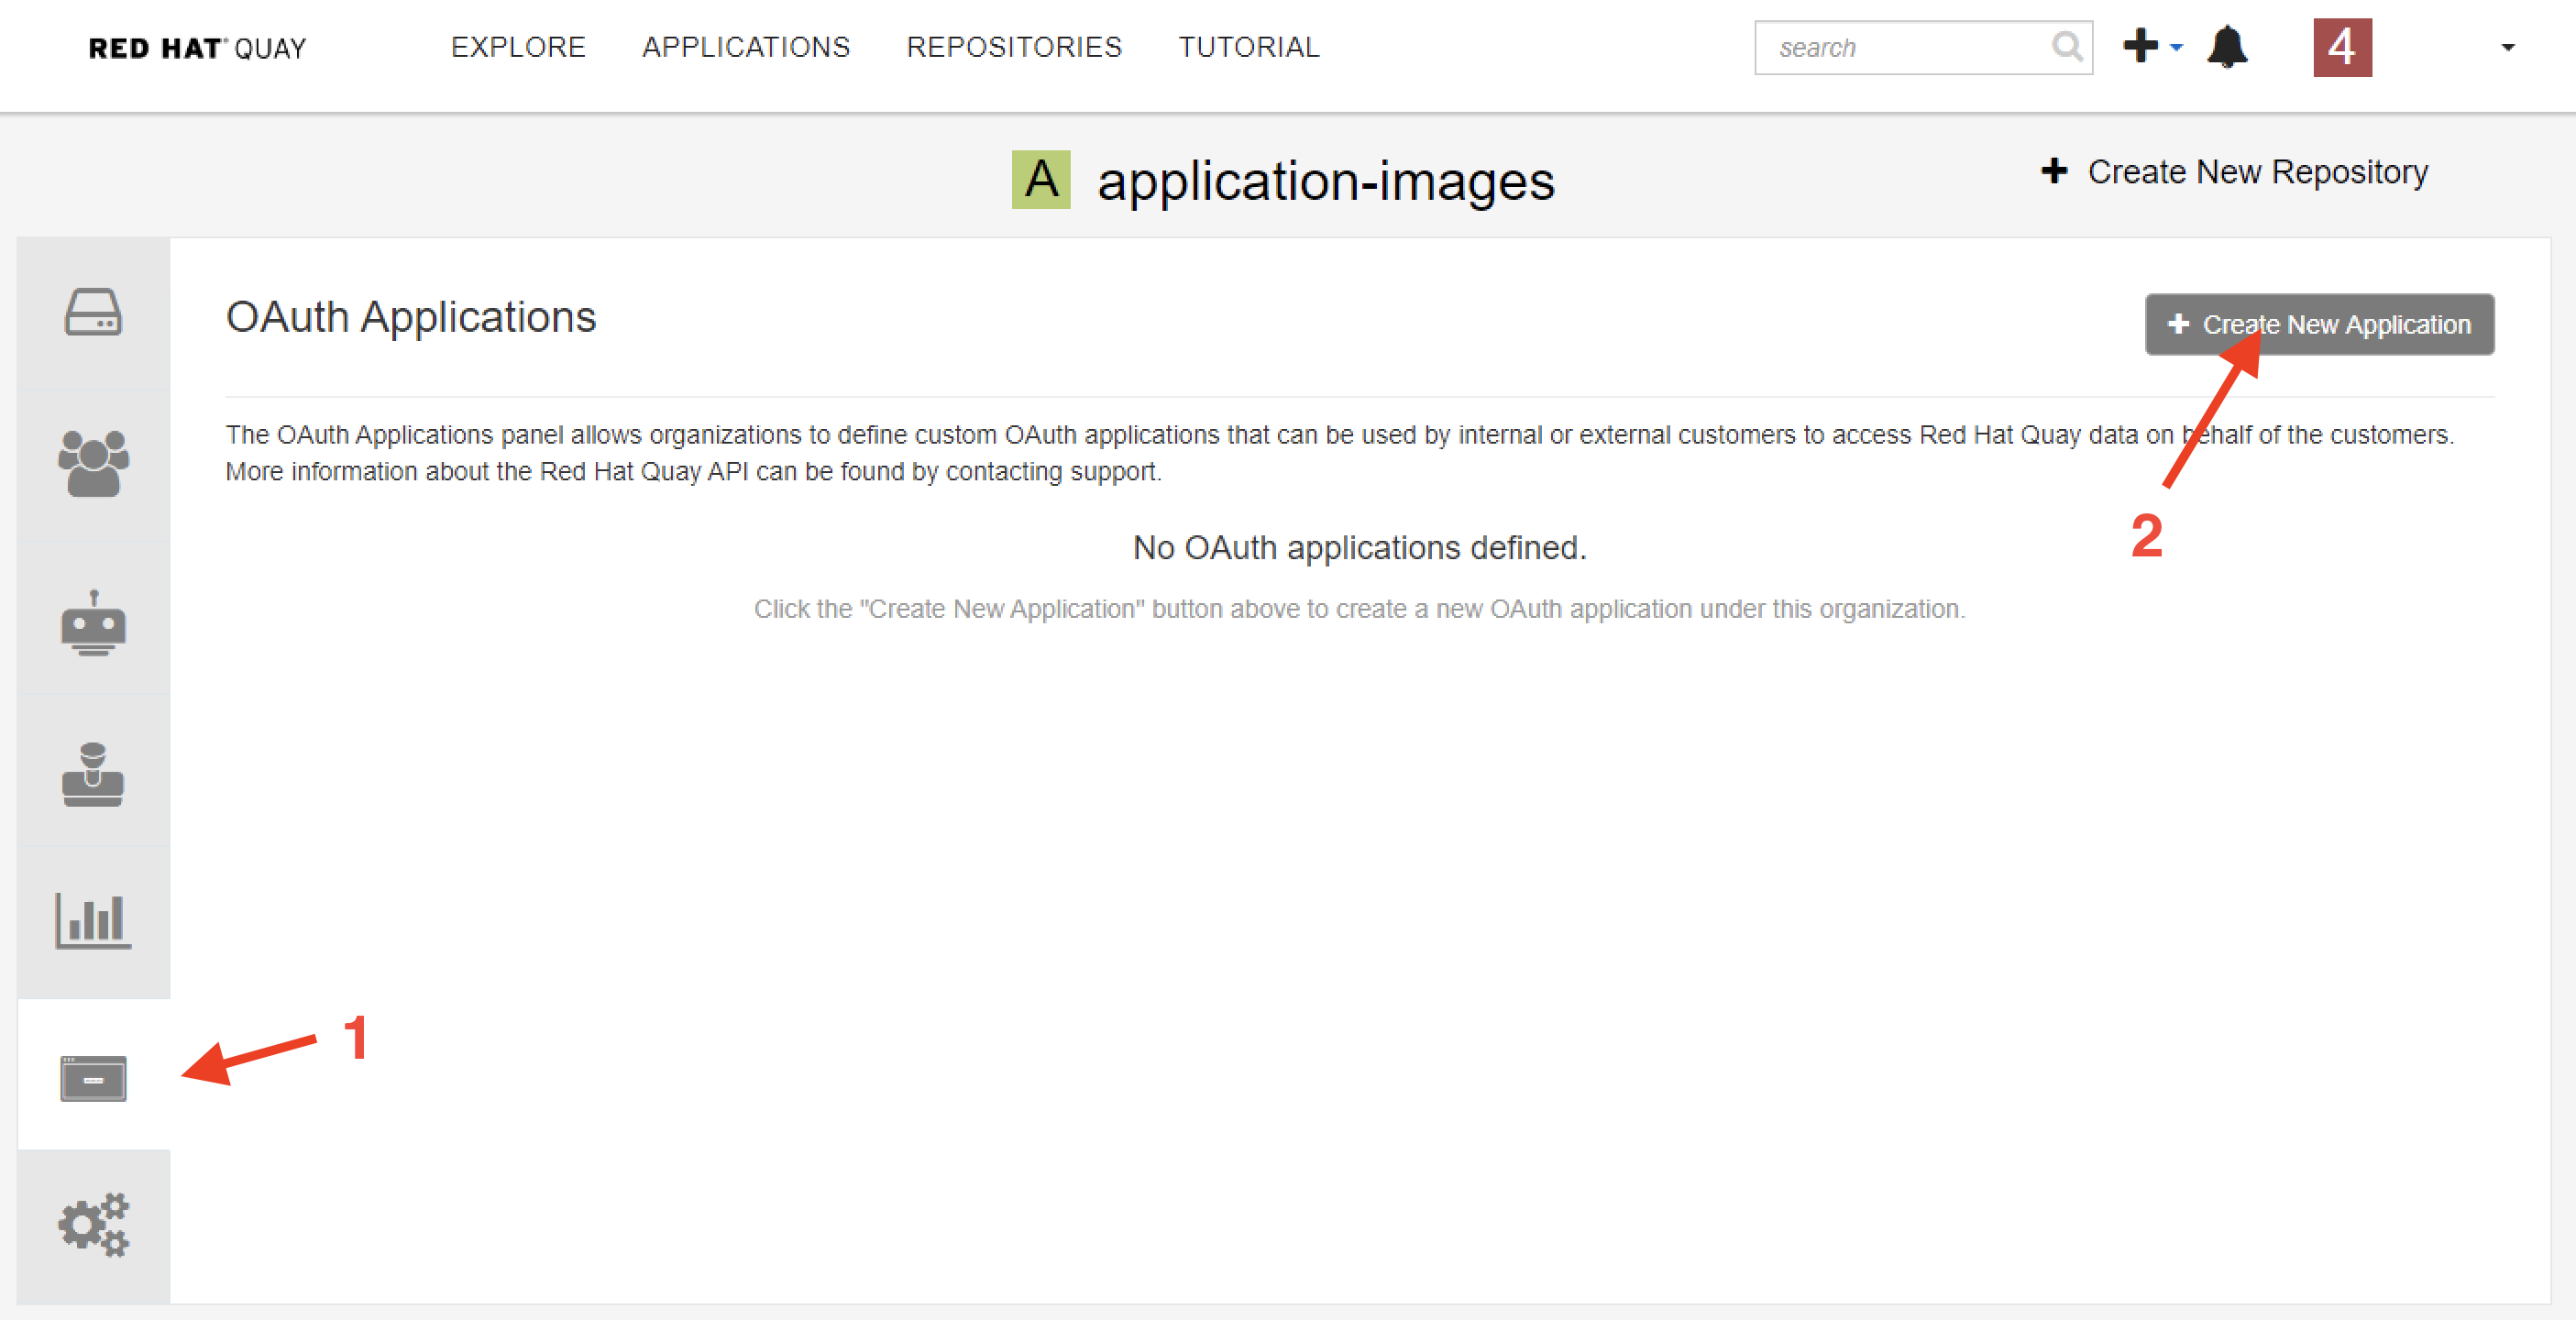 RED HAT® QUAY EXPLORE APPLICATIONS REPOSITORIES TUTORIAL search 4
A application-images + Create New Repository
OAuth Applications + Create New Application
The OAuth Applications panel allows organizations to define custom OAuth applications that can be used by internal or external customers to access Red Hat Quay data on behalf of the customers.
More information about the Red Hat Quay API can be found by contacting support.
2
No OAuth applications defined.
Click the "Create New Application" button above to create a new OAuth application under this organization.
1